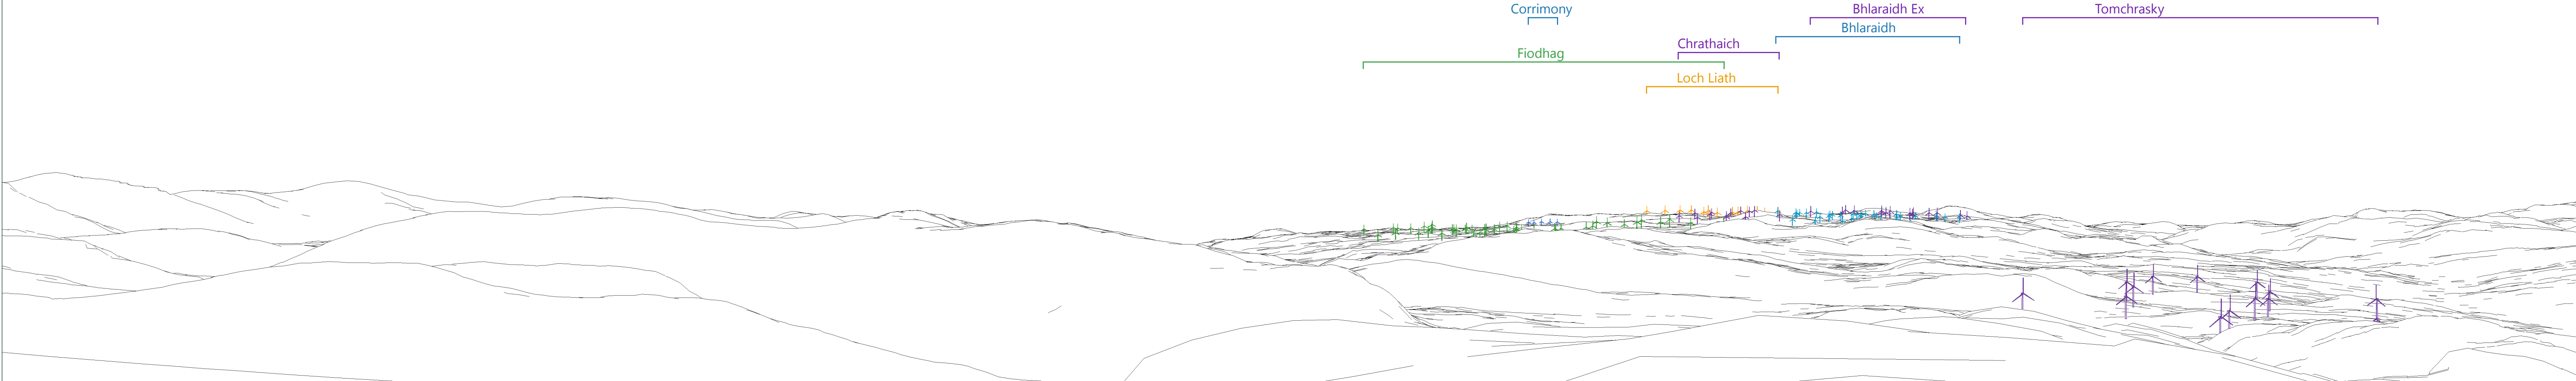 Corrimony
Bhlaraidh Ex
Tomchrasky
Bhlaraidh
Chrathaich
Fiodhag
Loch Liath